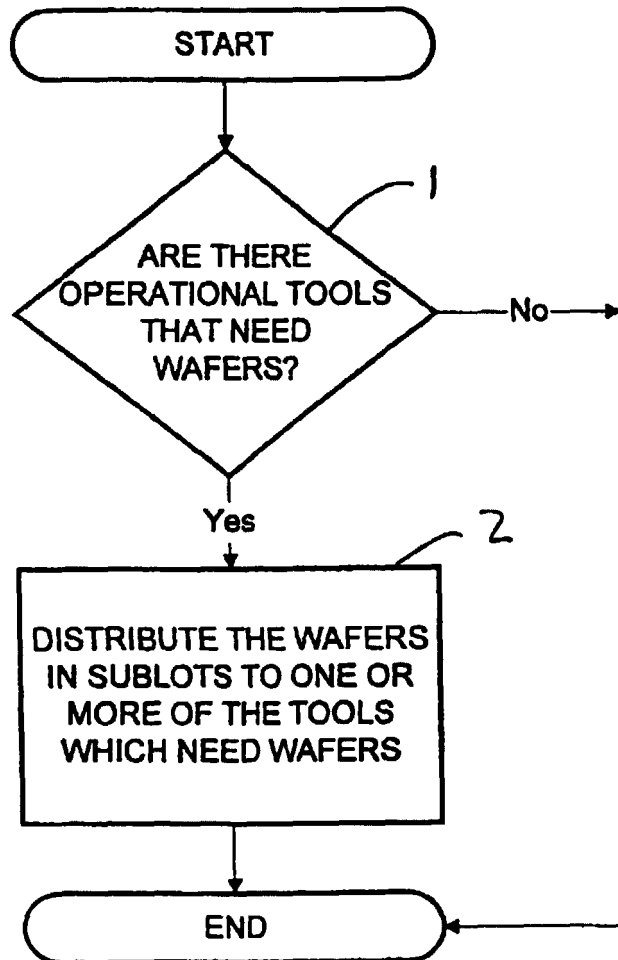 START
1
ARE THERE
OPERATIONAL TOOLS
THAT NEED
WAFERS?
No
Yes
2
DISTRIBUTE THE WAFERS
IN SUBLOTS TO ONE OR
MORE OF THE TOOLS
WHICH NEED WAFERS
END